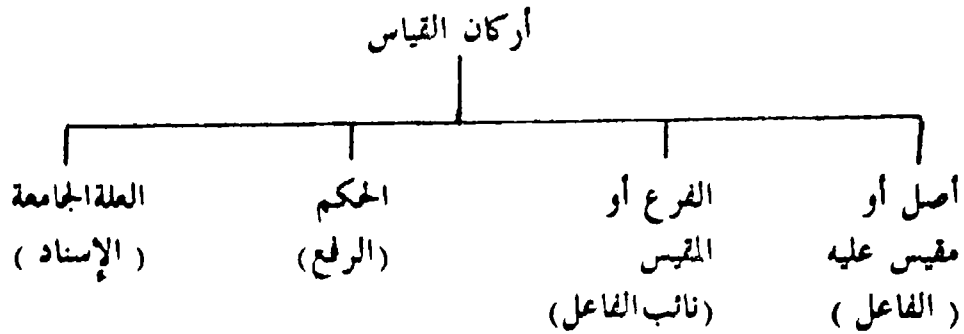 أركان القياس
أصل أو
مقيس عليه
( الفاعل )
الفرع أو
المقيس
(نائب الفاعل)
الحكم
(الرفع)
العلة الجامعة
( الإسناد )